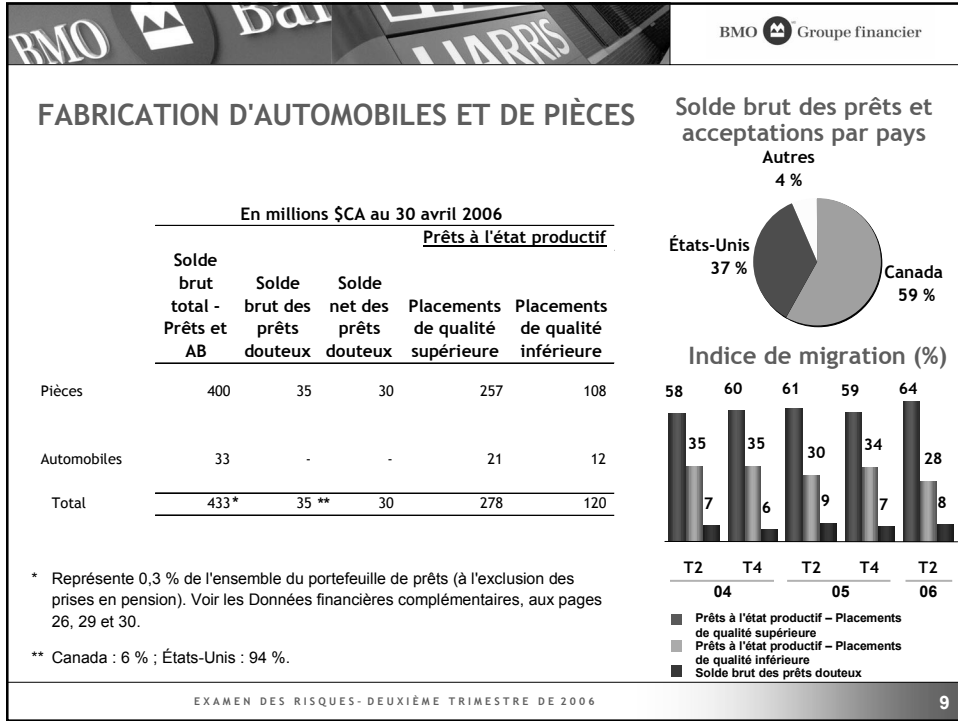 BMO
Ba
HARRIS
BMO Groupe financier
FABRICATION D'AUTOMOBILES ET DE PIÈCES
Solde brut des prêts et
acceptations par pays
Autres
4 %
États-Unis
37 %
Canada
59 %
En millions $CA au 30 avril 2006
Prêts à l'état productif
Solde
brut
total -
Prêts et
AB
Solde
brut des
prêts
douteux
Solde
net des
prêts
douteux
Placements
de qualité
supérieure
Placements
de qualité
inférieure
Pièces 400 35 30 257 108
Automobiles 33 - - 21 12
Total 433* 35 ** 30 278 120
* Représente 0,3 % de l'ensemble du portefeuille de prêts (à l'exclusion des
prises en pension). Voir les Données financières complémentaires, aux pages
26, 29 et 30.
** Canada : 6 % ; États-Unis : 94 %.
Indice de migration (%)
58 60 61 59 64
35 35 30 34 28
7 6 9 7 8
T2 T4 T2 T4 T2
04 05 06
Prêts à l'état productif – Placements
de qualité supérieure
Prêts à l'état productif – Placements
de qualité inférieure
Solde brut des prêts douteux
EXAMEN DES RISQUES- DEUXIÈME TRIMESTRE DE 2006
9